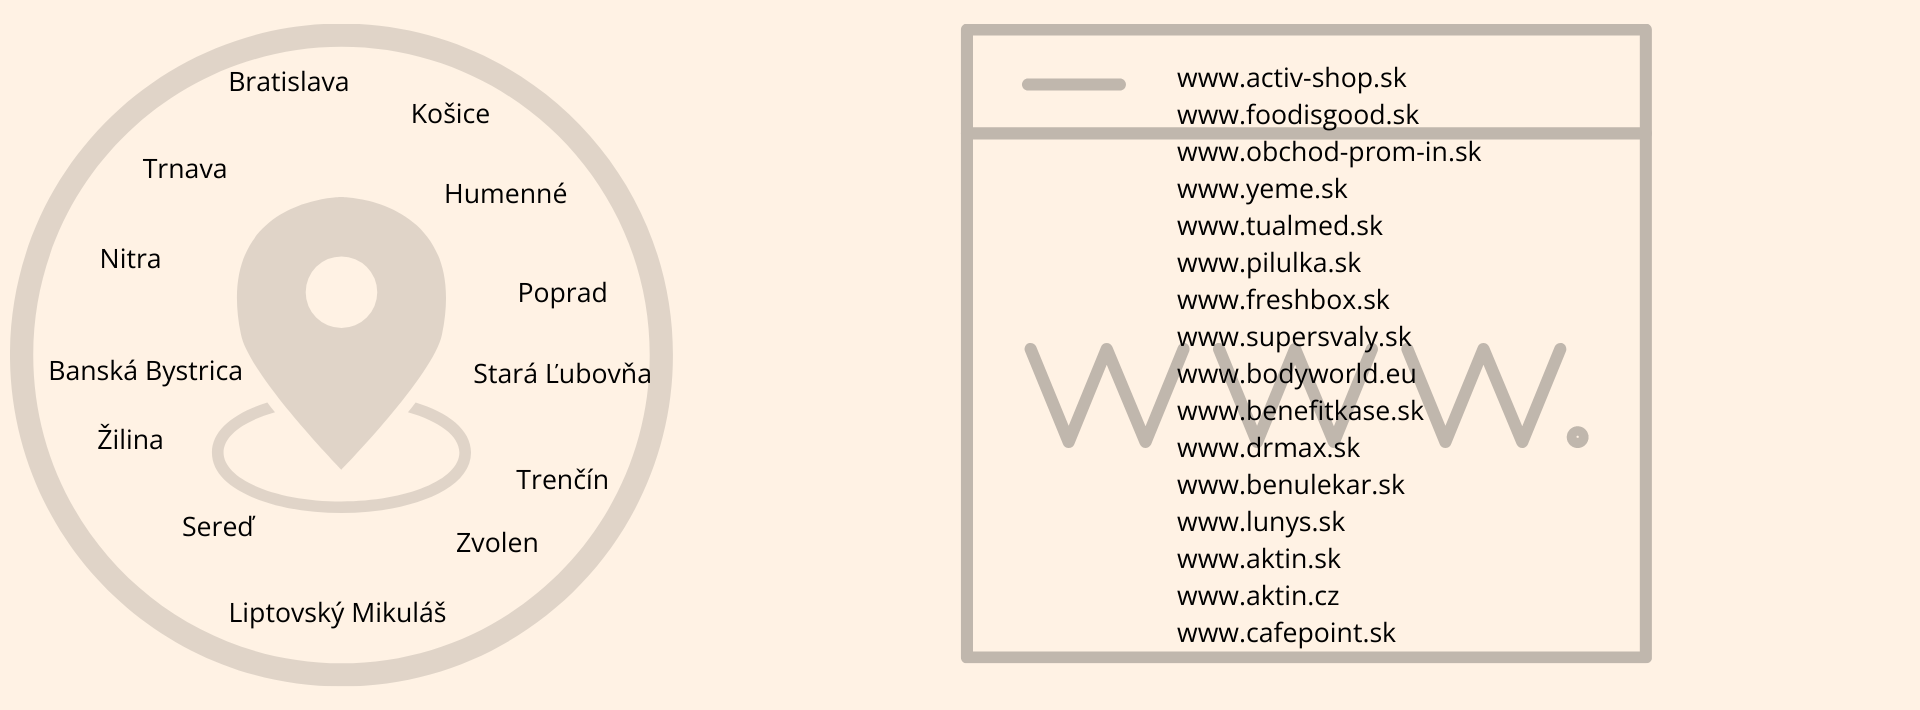 Bratislava
Košice
Trnava
Humenné
Nitra
Poprad
Banská Bystrica
Stará Ľubovňa
Žilina
Trenčín
Sereď
Zvolen
Liptovský Mikuláš
www.activ-shop.sk
www.foodisgood.sk
www.obchod-prom-in.sk
www.yeme.sk
www.tualmed.sk
www.pilulka.sk
www.freshbox.sk
www.supersvaly.sk
www.bodyworld.eu
www.benefitkase.sk
www.drmax.sk
www.benulekar.sk
www.lunys.sk
www.aktin.sk
www.aktin.cz
www.cafepoint.sk
www.